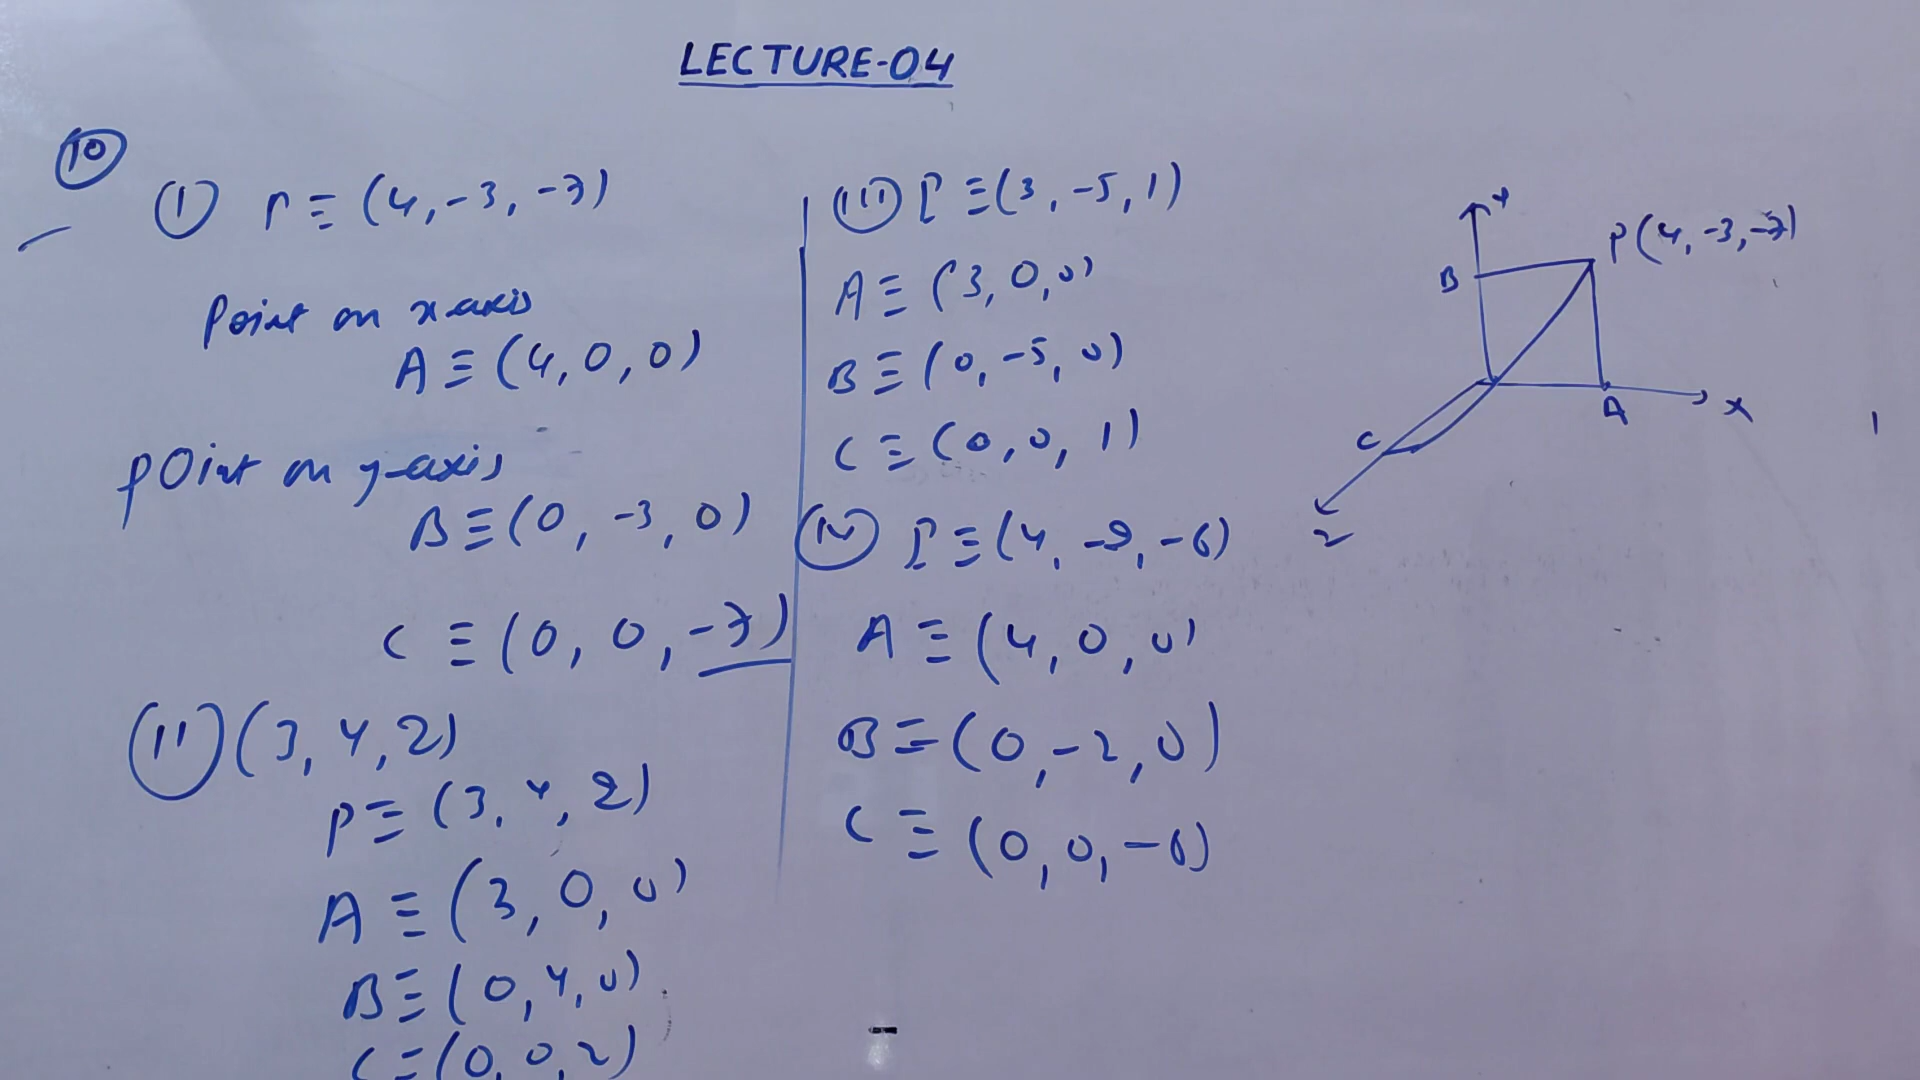 LECTURE-04
10
(i) P ≡ (4, -3, -7)
Point on x axis
A ≡ (4, 0, 0)
Point on y-axis
B ≡ (0, -3, 0)
C ≡ (0, 0, -7)
(ii) (3, 4, 2)
P ≡ (3, 4, 2)
A ≡ (3, 0, 0)
B ≡ (0, 4, 0)
C ≡ (0, 0, 2)
(iii) P ≡ (3, -5, 1)
A ≡ (3, 0, 0)
B ≡ (0, -5, 0)
C ≡ (0, 0, 1)
(iv) P ≡ (4, -2, -6)
A ≡ (4, 0, 0)
B ≡ (0, -2, 0)
C ≡ (0, 0, -6)
Y
P(4, -3, -7)
B
A
X
C
Z